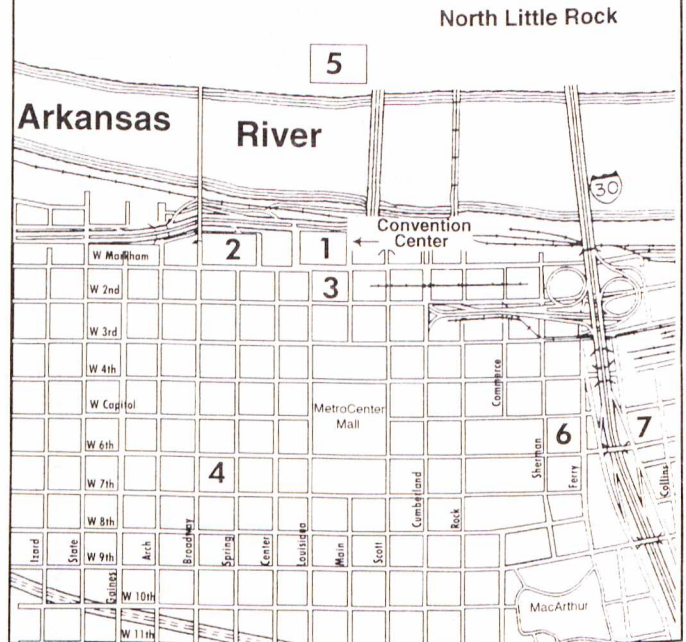 North Little Rock
5
Arkansas
River
30
Convention
Center
2
1
W Markham
W 2nd
3
W 3rd
W 4th
Commerce
W Capitol
MetroCenter
Mall
W 6th
6
7
Sherman
Ferry
W 7th
4
Collins
Cumberland
Rock
W 8th
Izard
State
W 9th
Arch
Broadway
Spring
Center
Louisiana
Main
Scott
Gaines
W 10th
MacArthur
W 11th